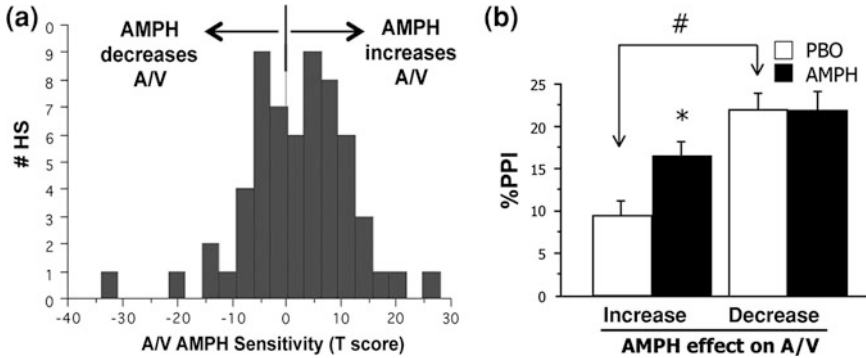 (a)
AMPH
decreases
A/V
AMPH
increases
A/V
# HS
0
9
8
7
6
5
4
3
2
1
0
-40 -30 -20 -10 0 10 20 30
A/V AMPH Sensitivity (T score)
(b)
#
PBO
AMPH
*
%PPI
25
20
15
10
5
0
Increase Decrease
AMPH effect on A/V